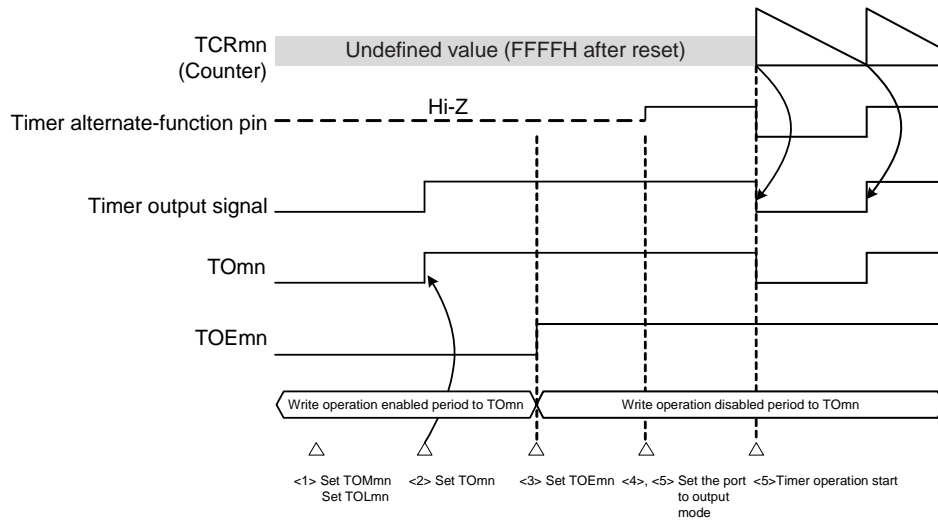 TCRmn
(Counter)
Undefined value (FFFFH after reset)
Hi-Z
Timer alternate-function pin
Timer output signal
TOmn
TOEmn
Write operation enabled period to TOmn
Write operation disabled period to TOmn
<1> Set TOMmn
Set TOLmn
<2> Set TOmn
<3> Set TOEmn
<4>, <5> Set the port
to output
mode
<5>Timer operation start